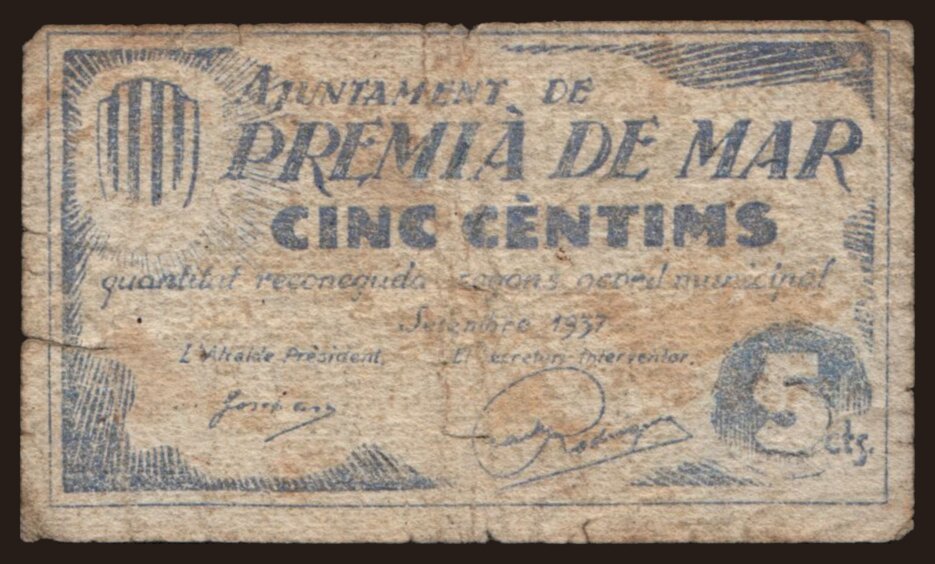 AJUNTAMENT DE
PREMIÀ DE MAR
CINC CÈNTIMS
quantitat reconeguda segons acord municipal
Setembre 1937
L'Alcalde Président, El Secretari Interventor.
5
cts.